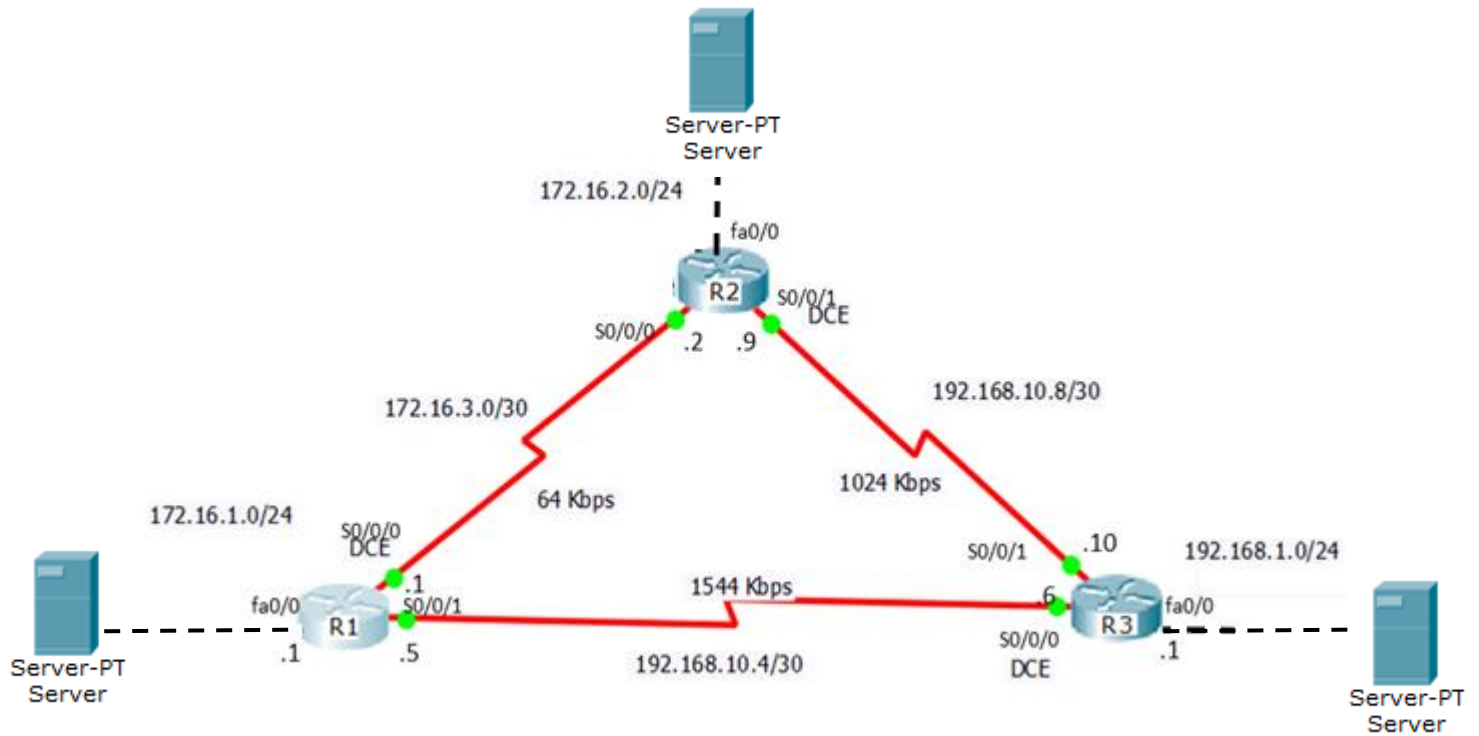 Server-PT
Server
172.16.2.0/24
fa0/0
R2
S0/0/1
DCE
S0/0/0
.2
.9
192.168.10.8/30
172.16.3.0/30
1024 Kbps
64 Kbps
172.16.1.0/24
S0/0/0
DCE
.1
S0/0/1
.10
192.168.1.0/24
1544 Kbps
fa0/0
S0/0/1
R1
.1
.5
.6
fa0/0
R3
.1
S0/0/0
DCE
192.168.10.4/30
Server-PT
Server
Server-PT
Server